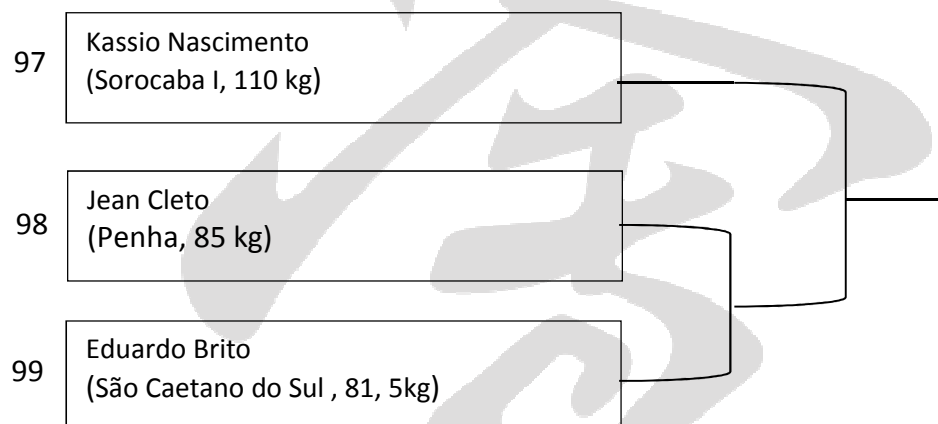 97
Kassio Nascimento
(Sorocaba I, 110 kg)
98
Jean Cleto
(Penha, 85 kg)
99
Eduardo Brito
(São Caetano do Sul , 81, 5kg)